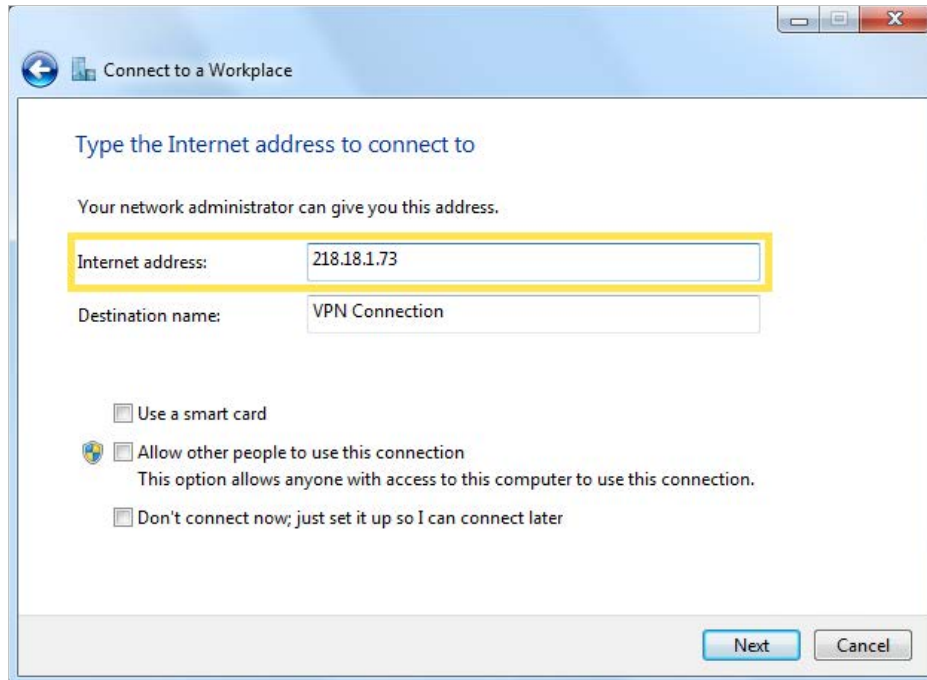 Connect to a Workplace
Type the Internet address to connect to
Your network administrator can give you this address.
Internet address: 218.18.1.73
Destination name: VPN Connection
Use a smart card
Allow other people to use this connection
This option allows anyone with access to this computer to use this connection.
Don't connect now; just set it up so I can connect later
Next Cancel